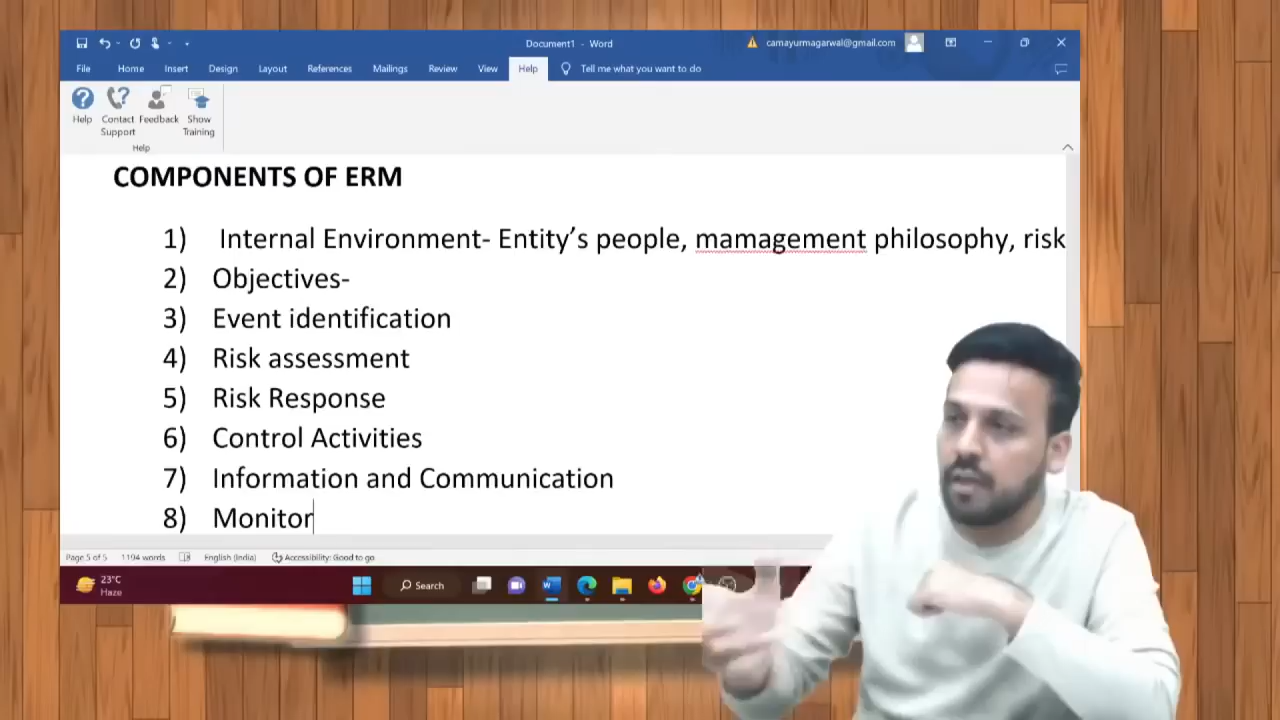 Document1 - Word
camayurmagarwal@gmail.com
File Home Insert Design Layout References Mailings Review View Help Tell me what you want to do
Help Contact Support Feedback Show Training
Help
COMPONENTS OF ERM
1) Internal Environment- Entity's people, mamagement philosophy, risk
2) Objectives-
3) Event identification
4) Risk assessment
5) Risk Response
6) Control Activities
7) Information and Communication
8) Monitor
Page 5 of 5 1194 words English (India) Accessibility: Good to go
23°C
Haze
Search